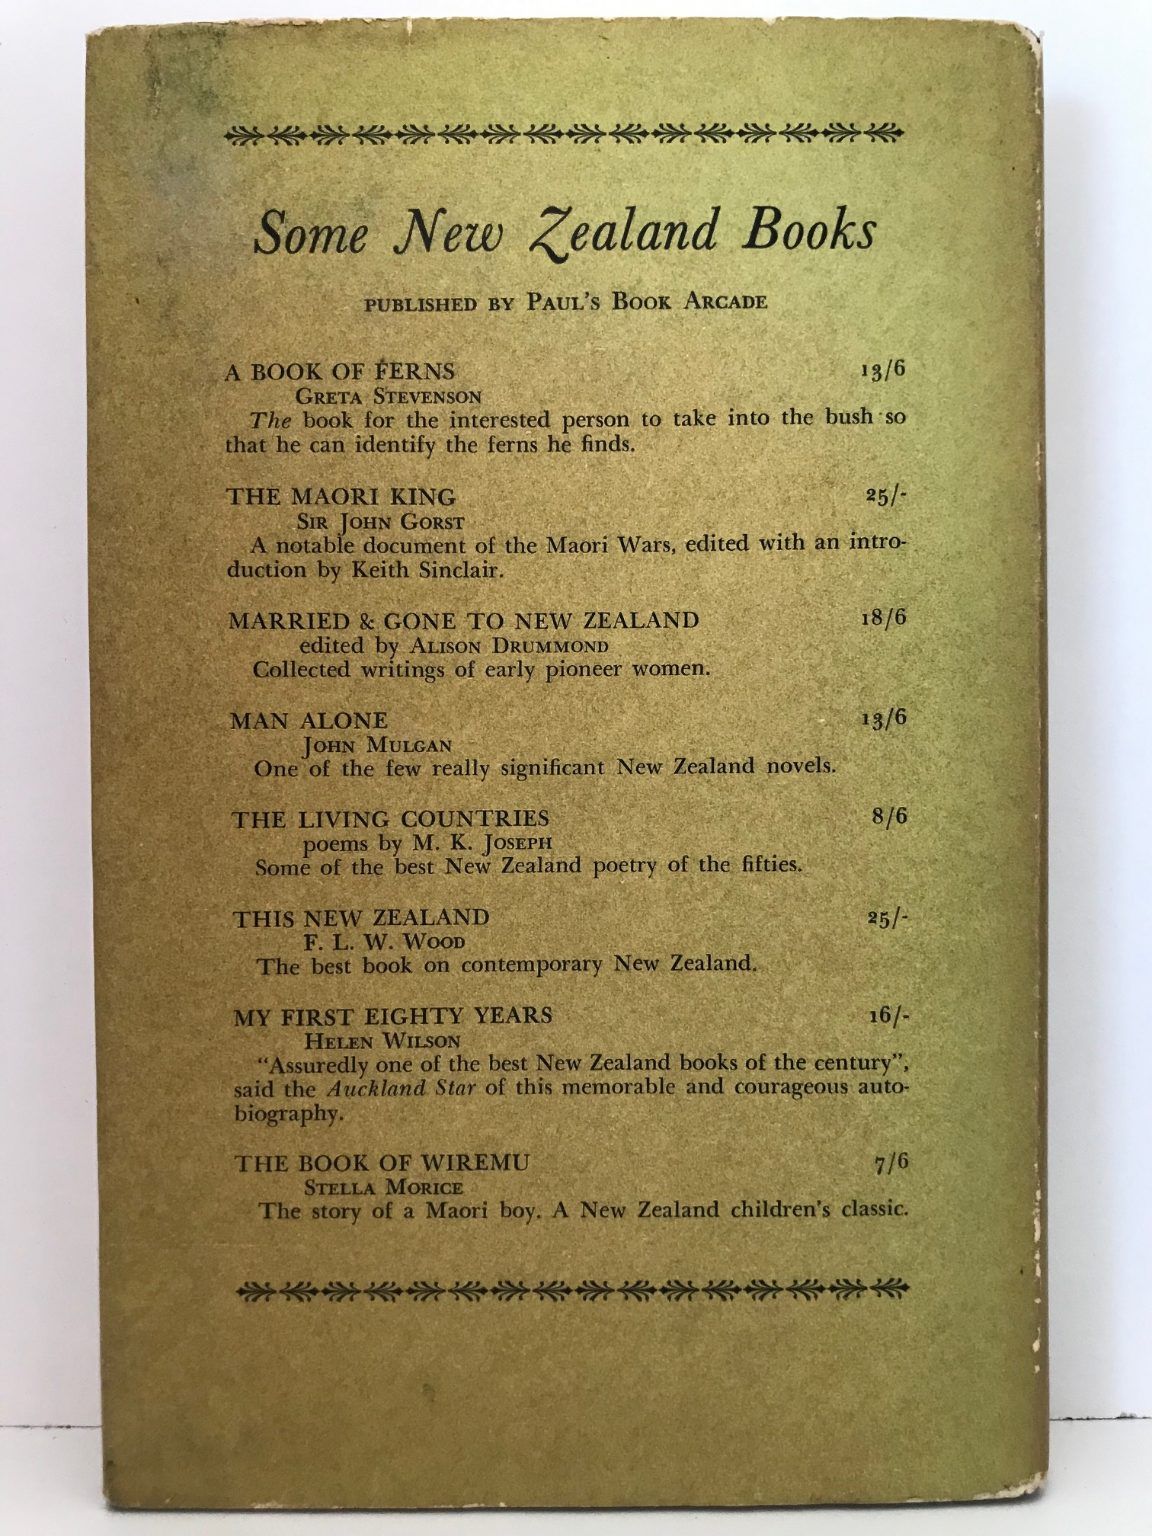 Some New Zealand Books
PUBLISHED BY PAUL'S BOOK ARCADE
A BOOK OF FERNS 13/6
GRETA STEVENSON
The book for the interested person to take into the bush so
that he can identify the ferns he finds.
THE MAORI KING 25/-
SIR JOHN GORST
A notable document of the Maori Wars, edited with an intro-
duction by Keith Sinclair.
MARRIED & GONE TO NEW ZEALAND 18/6
edited by ALISON DRUMMOND
Collected writings of early pioneer women.
MAN ALONE 13/6
JOHN MULGAN
One of the few really significant New Zealand novels.
THE LIVING COUNTRIES 8/6
poems by M. K. JOSEPH
Some of the best New Zealand poetry of the fifties.
THIS NEW ZEALAND 25/-
F. L. W. WOOD
The best book on contemporary New Zealand.
MY FIRST EIGHTY YEARS 16/-
HELEN WILSON
"Assuredly one of the best New Zealand books of the century",
said the Auckland Star of this memorable and courageous auto-
biography.
THE BOOK OF WIREMU 7/6
STELLA MORICE
The story of a Maori boy. A New Zealand children's classic.